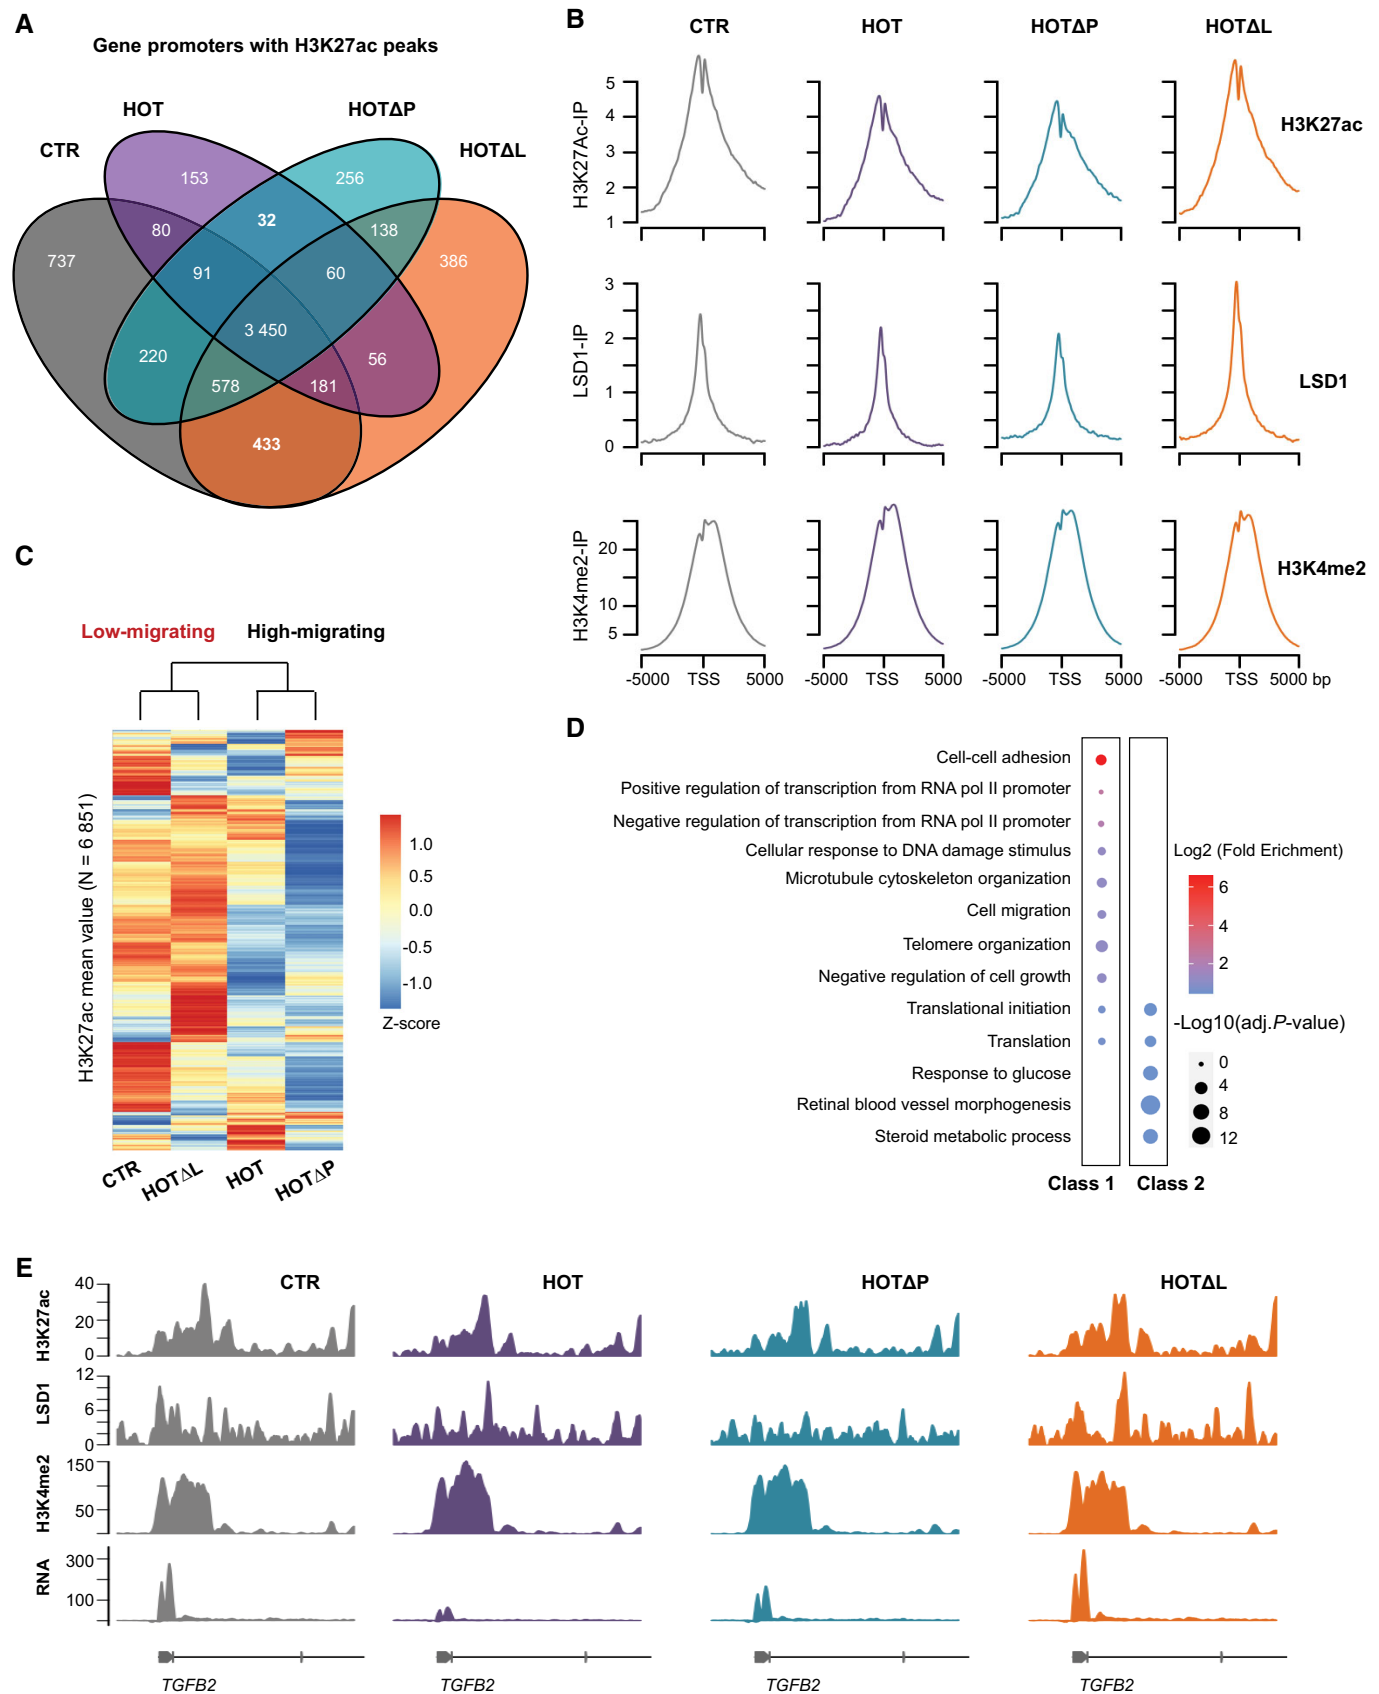 A
Gene promoters with H3K27ac peaks
HOT
HOTΔP
CTR
HOTΔL
153
256
80
32
138
737
91
60
386
3 450
220
56
578
181
433
B
CTR
HOT
HOTΔP
HOTΔL
H3K27Ac-IP
5
4
3
2
1
H3K27ac
LSD1-IP
3
2
1
0
LSD1
H3K4me2-IP
20
10
5
H3K4me2
-5000 TSS 5000
-5000 TSS 5000
-5000 TSS 5000
-5000 TSS 5000 bp
C
Low-migrating
High-migrating
H3K27ac mean value (N = 6 851)
1.0
0.5
0.0
-0.5
-1.0
Z-score
CTR
HOTΔL
HOT
HOTΔP
D
Cell-cell adhesion
Positive regulation of transcription from RNA pol II promoter
Negative regulation of transcription from RNA pol II promoter
Cellular response to DNA damage stimulus
Microtubule cytoskeleton organization
Cell migration
Telomere organization
Negative regulation of cell growth
Translational initiation
Translation
Response to glucose
Retinal blood vessel morphogenesis
Steroid metabolic process
Class 1
Class 2
Log2 (Fold Erichment)
6
4
2
-Log10(adj.P-value)
0
4
8
12
E
CTR
HOT
HOTΔP
HOTΔL
H3K27ac
40
20
0
LSD1
12
6
0
H3K4me2
150
50
RNA
300
100
TGFB2
TGFB2
TGFB2
TGFB2